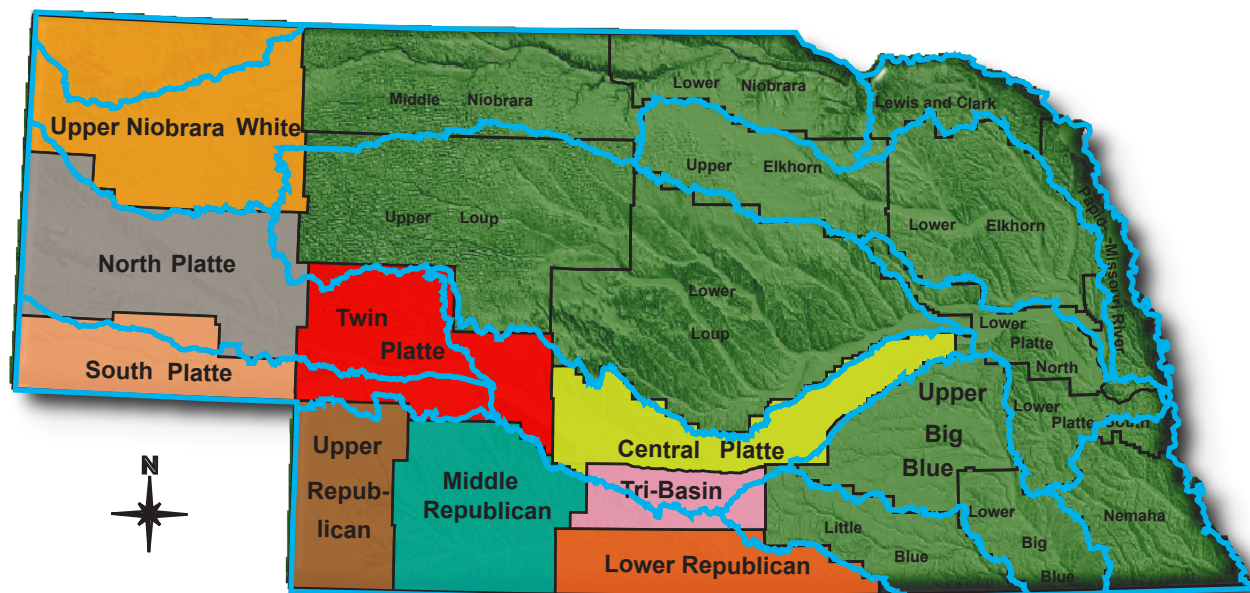 Upper Niobrara White
Middle Niobrara
Lower Niobrara
Lewis and Clark
Upper Elkhorn
Lower Elkhorn
Papio-Missouri River
North Platte
Upper Loup
Lower
Loup
Twin
Platte
South Platte
Lower
Platte
North
Lower
Platte South
Upper
Big
Blue
Central Platte
Upper
Repub-
lican
Middle
Republican
Tri-Basin
Lower Republican
Little
Blue
Lower
Big
Blue
Nemaha
N